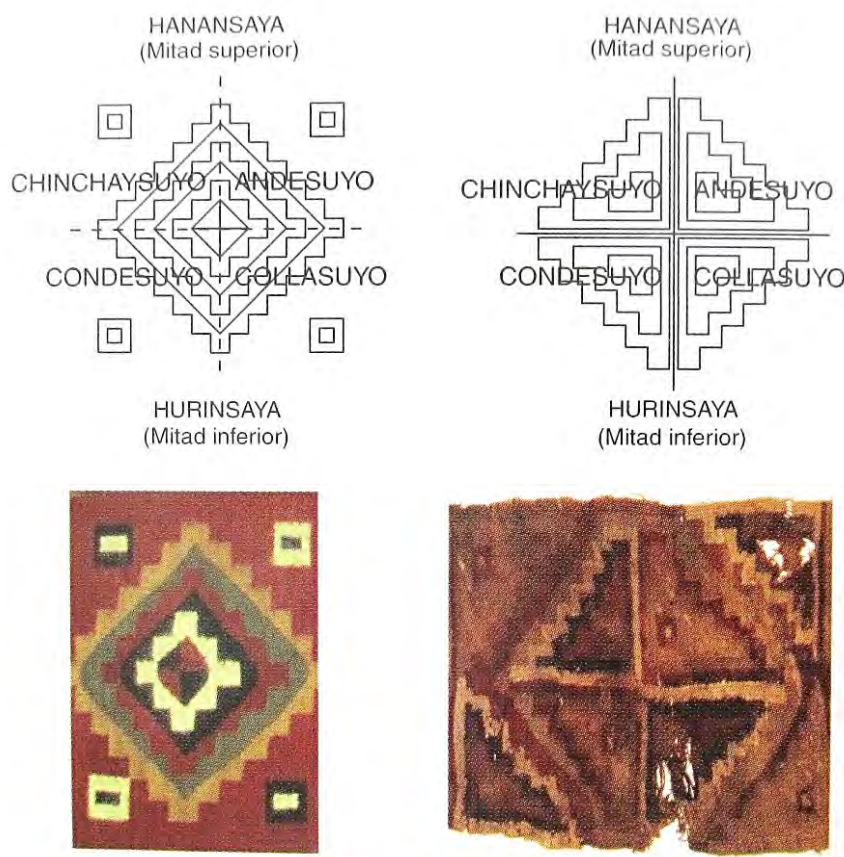 HANANSAYA
(Mitad superior)
CHINCHAYSUYO ANDESUYO
CONDESUYO COLLASUYO
HURINSAYA
(Mitad inferior)
HANANSAYA
(Mitad superior)
CHINCHAYSUYO ANDESUYO
CONDESUYO COLLASUYO
HURINSAYA
(Mitad inferior)